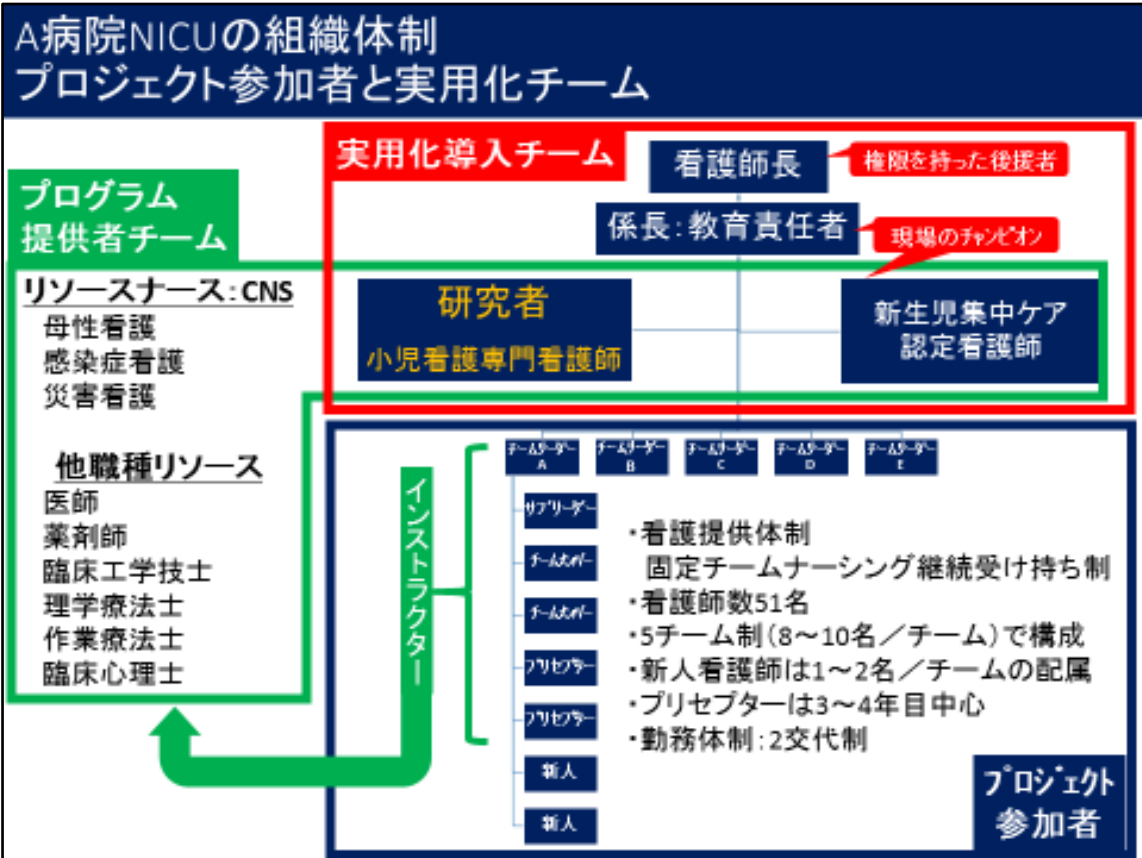 A病院NICUの組織体制
プロジェクト参加者と実用化チーム
実用化導入チーム
看護師長
権限を持った後援者
係長:教育責任者
現場のチャンピオン
プログラム
提供者チーム
リソースナース:CNS
母性看護
感染症看護
災害看護
他職種リソース
医師
薬剤師
臨床工学技士
理学療法士
作業療法士
臨床心理士
研究者
小児看護専門看護師
新生児集中ケア
認定看護師
インストラクター
チームリーダー
A
チームリーダー
B
チームリーダー
C
チームリーダー
D
チームリーダー
E
サブリーダー
チームメンバー
チームメンバー
プリセプター
プリセプター
新人
新人
・看護提供体制
固定チームナーシング継続受け持ち制
・看護師数51名
・5チーム制(8～10名/チーム)で構成
・新人看護師は1～2名/チームの配属
・プリセプターは3～4年目中心
・勤務体制:2交代制
プロジェクト
参加者